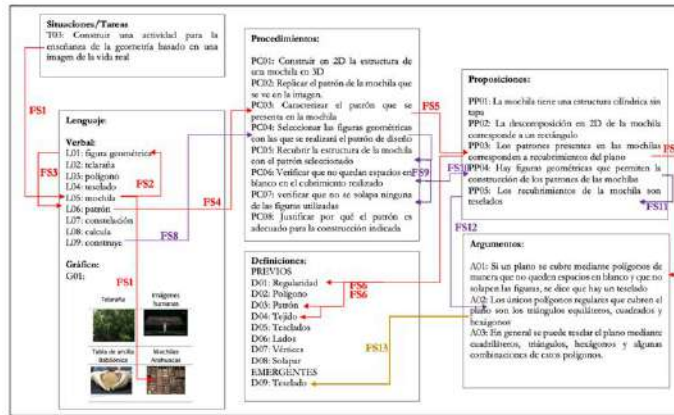 Situaciones/Tareas
T03: Construir una actividad para la
enseñanza de la geometría basado en una
imagen de la vida real
FS1
Lenguaje
Verbal:
L01: figura geométrica
L02: telaraña
L03: polígono
L04: teselado
L05: mochila
L06: patrón
L07: constelación
L08: calcula
L09: construye
FS3
FS2
FS4
FS8
FS1
Gráfico:
G01:
Telaraña
Imágenes
humanas
Tabla de arcilla
Babilónica
Mochilas
Arahuacas
Procedimientos:
PC01: Construir en 2D la estructura de
una mochila en 3D
PC02: Replicar el patrón de la mochila que
se ve en la imagen.
PC03: Caracterizar el patrón que se
presenta en la mochila
PC04: Seleccionar las figuras geométricas
con las que se realizará el patrón de diseño
PC05: Recubrir la estructura de la mochila
con el patrón seleccionado
PC06: Verificar que no quedan espacios en
blanco en el cubrimiento realizado
PC07: verificar que no se solapa ninguna
de las figuras utilizadas
PC08: Justificar por qué el patrón es
adecuado para la construcción indicada
FS5
FS10
FS9
FS12
Definiciones:
PREVIOS
D01: Regularidad
D02: Polígono
D03: Patrón
D04: Tejido
D05: Teselados
D06: Lados
D07: Vértices
D08: Solapar
EMERGENTES
D09: Teselado
FS6
FS6
FS13
Proposiciones:
PP01: La mochila tiene una estructura cilíndrica sin
tapa
PP02: La descomposición en 2D de la mochila
corresponde a un rectángulo
PP03: Los patrones presentes en las mochilas
corresponden a recubrimientos del plano
PP04: Hay figuras geométricas que permiten la
construcción de los patrones de las mochilas
PP05: Los recubrimientos de la mochila son
teselados
FS11
Argumentos:
A01: Si un plano se cubre mediante polígonos de
manera que no queden espacios en blanco y que no
solapen las figuras, se dice que hay un teselado
A02: Los únicos polígonos regulares que cubren el
plano son los triángulos equiláteros, cuadrados y
hexágonos
A03: En general se puede teselar el plano mediante
cuadriláteros, triángulos, hexágonos y algunas
combinaciones de estos polígonos.